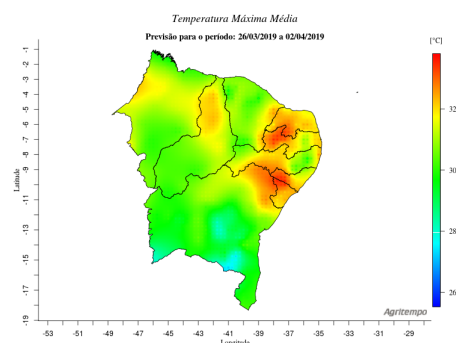 Temperatura Máxima Média
Previsão para o período: 26/03/2019 a 02/04/2019
[°C]
-1
-2
-3
-4
-5
-6
-7
-8
-9
-11
-13
-15
-17
-19
Latitude
32
30
28
26
Agritempo
-53 -51 -49 -47 -45 -43 -41 -39 -37 -35 -33 -31 -29
Longitude